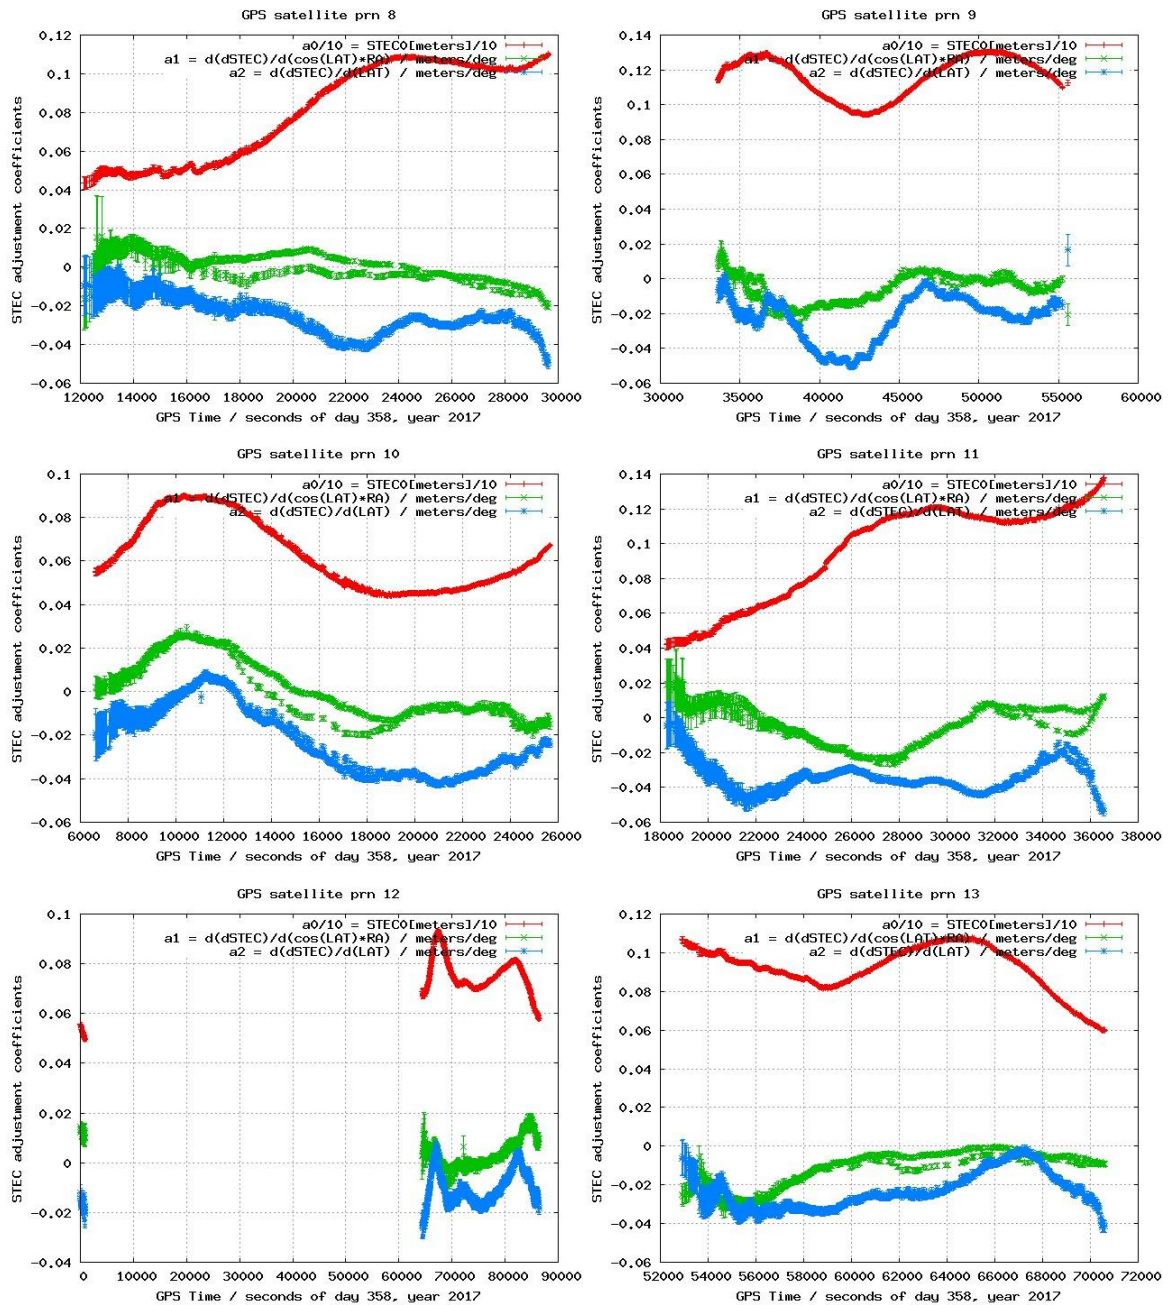 GPS satellite prn 8
0.12
0.1
0.08
0.06
0.04
0.02
0
-0.02
-0.04
-0.06
STEC adjustment coefficients
a0/10 = STEC0[meters]/10
a1 = d(dSTEC)/d(cos(LAT)*RA) / meters/deg
a2 = d(dSTEC)/d(LAT) / meters/deg
12000 14000 16000 18000 20000 22000 24000 26000 28000 30000
GPS Time / seconds of day 358, year 2017
GPS satellite prn 9
0.14
0.12
0.1
0.08
0.06
0.04
0.02
0
-0.02
-0.04
-0.06
STEC adjustment coefficients
a0/10 = STEC0[meters]/10
a1 = d(dSTEC)/d(cos(LAT)*RA) / meters/deg
a2 = d(dSTEC)/d(LAT) / meters/deg
30000 35000 40000 45000 50000 55000 60000
GPS Time / seconds of day 358, year 2017
GPS satellite prn 10
0.1
0.08
0.06
0.04
0.02
0
-0.02
-0.04
-0.06
STEC adjustment coefficients
a0/10 = STEC0[meters]/10
a1 = d(dSTEC)/d(cos(LAT)*RA) / meters/deg
a2 = d(dSTEC)/d(LAT) / meters/deg
6000 8000 10000 12000 14000 16000 18000 20000 22000 24000 26000
GPS Time / seconds of day 358, year 2017
GPS satellite prn 11
0.14
0.12
0.1
0.08
0.06
0.04
0.02
0
-0.02
-0.04
-0.06
STEC adjustment coefficients
a0/10 = STEC0[meters]/10
a1 = d(dSTEC)/d(cos(LAT)*RA) / meters/deg
a2 = d(dSTEC)/d(LAT) / meters/deg
18000 20000 22000 24000 26000 28000 30000 32000 34000 36000 38000
GPS Time / seconds of day 358, year 2017
GPS satellite prn 12
0.1
0.08
0.06
0.04
0.02
0
-0.02
-0.04
STEC adjustment coefficients
a0/10 = STEC0[meters]/10
a1 = d(dSTEC)/d(cos(LAT)*RA) / meters/deg
a2 = d(dSTEC)/d(LAT) / meters/deg
0 10000 20000 30000 40000 50000 60000 70000 80000 90000
GPS Time / seconds of day 358, year 2017
GPS satellite prn 13
0.12
0.1
0.08
0.06
0.04
0.02
0
-0.02
-0.04
-0.06
STEC adjustment coefficients
a0/10 = STEC0[meters]/10
a1 = d(dSTEC)/d(cos(LAT)*RA) / meters/deg
a2 = d(dSTEC)/d(LAT) / meters/deg
52000 54000 56000 58000 60000 62000 64000 66000 68000 70000 72000
GPS Time / seconds of day 358, year 2017